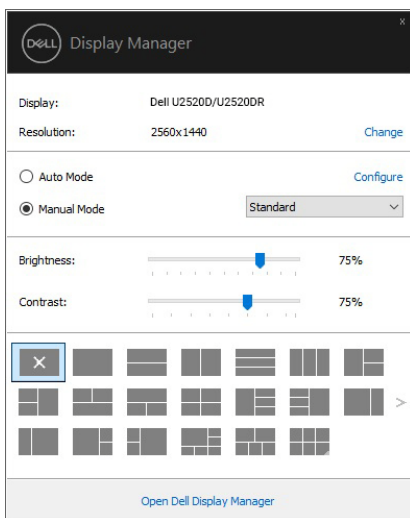 x
DELL Display Manager
Display: Dell U2520D/U2520DR
Resolution: 2560x1440 Change
Auto Mode Configure
Manual Mode Standard
Brightness: 75%
Contrast: 75%
>
Open Dell Display Manager